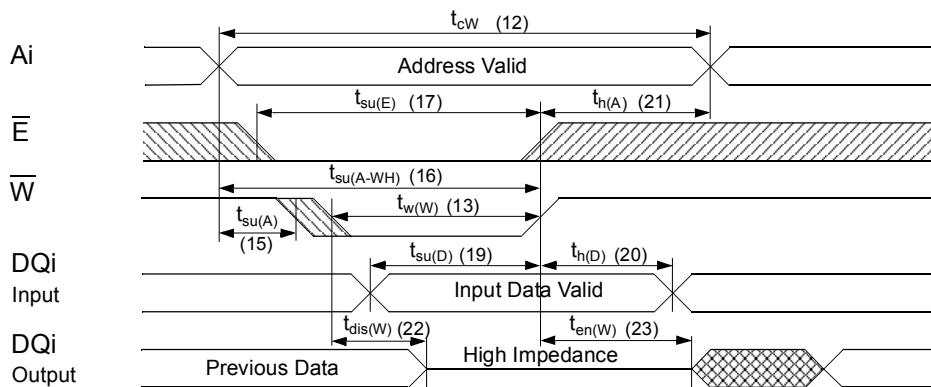 tcW (12)
Ai
Address Valid
tsu(E) (17)
th(A) (21)
E
tsu(A-WH) (16)
W
tsu(A)
(15)
tw(W) (13)
DQi
Input
tsu(D) (19)
th(D) (20)
Input Data Valid
tdis(W) (22)
ten(W) (23)
DQi
Output
Previous Data
High Impedance